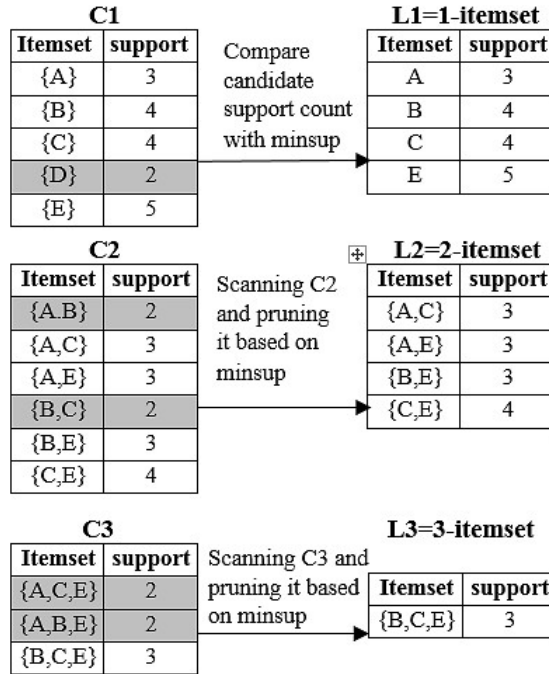 C1
Itemset support
{A} 3
{B} 4
{C} 4
{D} 2
{E} 5
Compare
candidate
support count
with minsup
L1=1-itemset
Itemset support
A 3
B 4
C 4
E 5
C2
Itemset support
{A.B} 2
{A,C} 3
{A,E} 3
{B,C} 2
{B,E} 3
{C,E} 4
Scanning C2
and pruning
it based on
minsup
L2=2-itemset
Itemset support
{A,C} 3
{A,E} 3
{B,E} 3
{C,E} 4
C3
Itemset support
{A,C,E} 2
{A,B,E} 2
{B,C,E} 3
Scanning C3 and
pruning it based
on minsup
L3=3-itemset
Itemset support
{B,C,E} 3